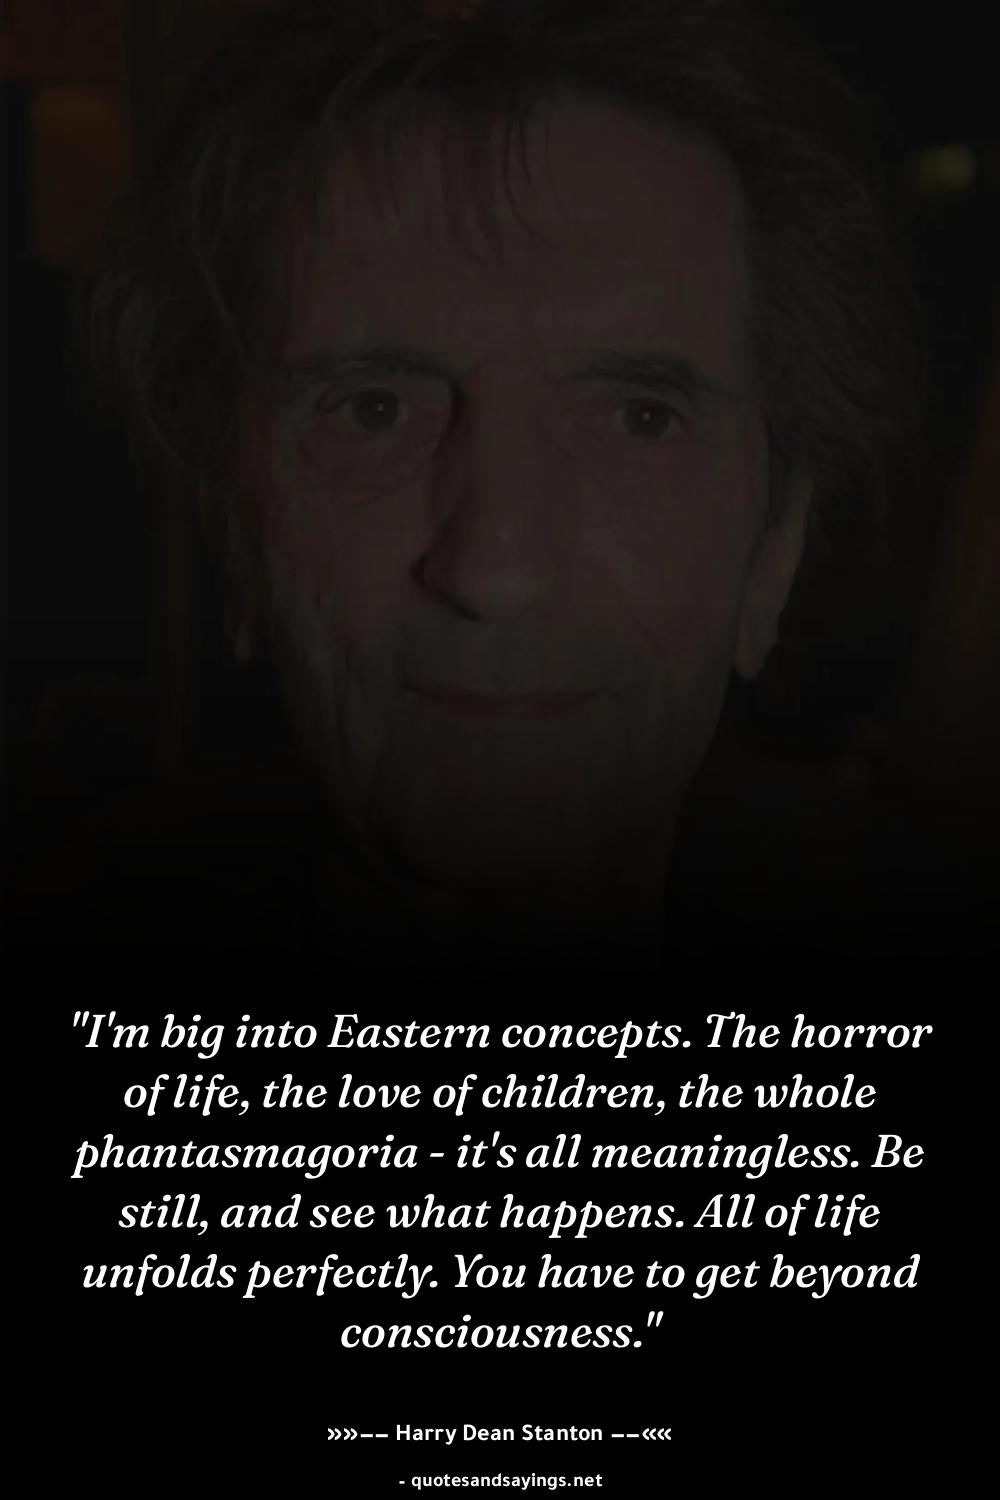 "I'm big into Eastern concepts. The horror
of life, the love of children, the whole
phantasmagoria - it's all meaningless. Be
still, and see what happens. All of life
unfolds perfectly. You have to get beyond
consciousness."
»»−− Harry Dean Stanton −−««
- quotesandsayings.net